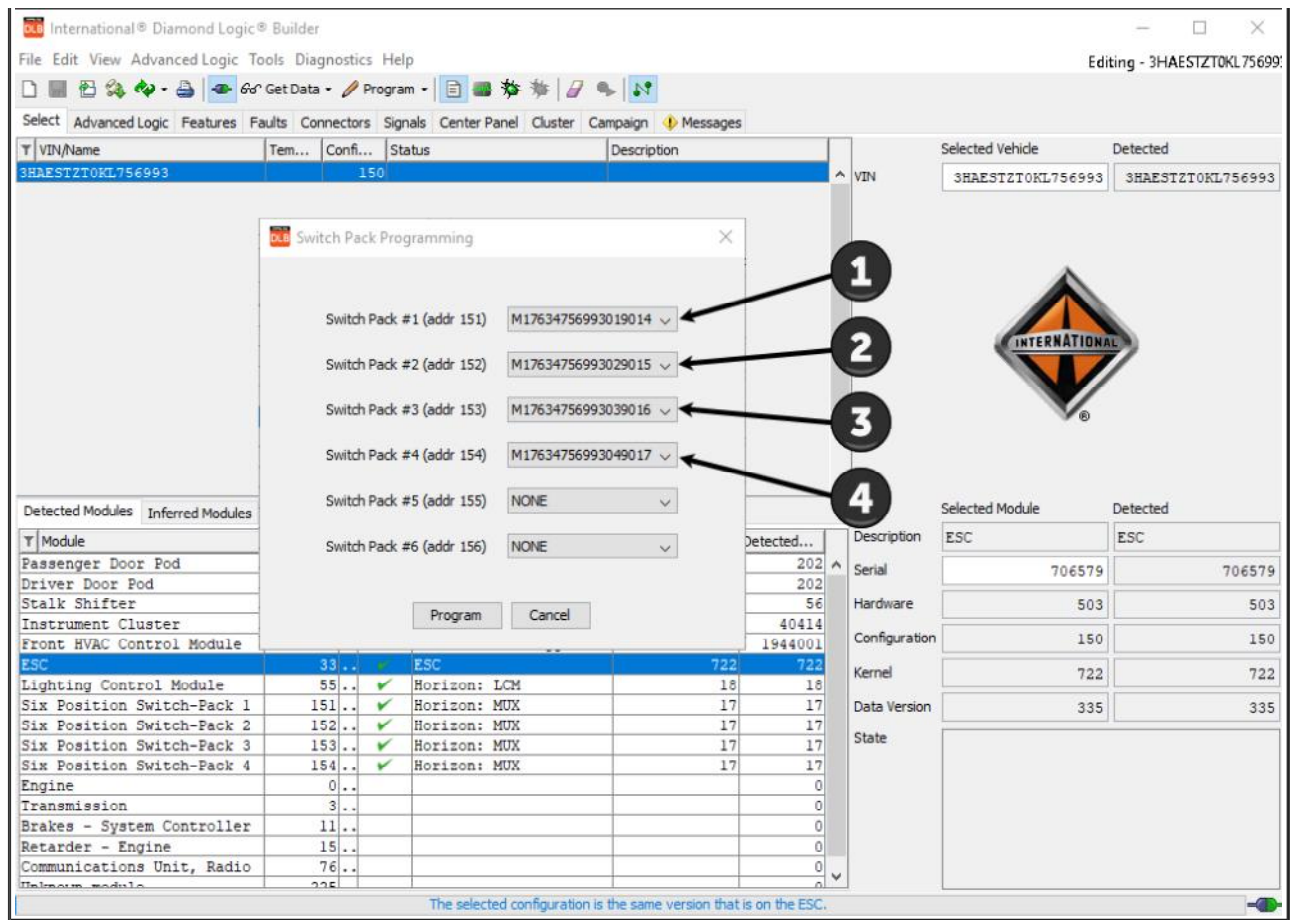 International® Diamond Logic® Builder
File Edit View Advanced Logic Tools Diagnostics Help
Editing - 3HAESTZT0KL756993
Get Data Program
Select Advanced Logic Features Faults Connectors Signals Center Panel Cluster Campaign Messages
VIN/Name Tem... Confi... Status Description
3HAESTZT0KL756993 150
Selected Vehicle Detected
VIN 3HAESTZT0KL756993 3HAESTZT0KL756993
DLB Switch Pack Programming
Switch Pack #1 (addr 151) M17634756993019014 1
Switch Pack #2 (addr 152) M17634756993029015 2
Switch Pack #3 (addr 153) M17634756993039016 3
Switch Pack #4 (addr 154) M17634756993049017 4
Switch Pack #5 (addr 155) NONE
Switch Pack #6 (addr 156) NONE
Program Cancel
INTERNATIONAL
®
Detected Modules Inferred Modules
Module Detected...
Passenger Door Pod 202
Driver Door Pod 202
Stalk Shifter 56
Instrument Cluster 40414
Front HVAC Control Module 1944001
ESC 33.. ESC 722 722
Lighting Control Module 55.. Horizon: LCM 18 18
Six Position Switch-Pack 1 151.. Horizon: MUX 17 17
Six Position Switch-Pack 2 152.. Horizon: MUX 17 17
Six Position Switch-Pack 3 153.. Horizon: MUX 17 17
Six Position Switch-Pack 4 154.. Horizon: MUX 17 17
Engine 0.. 0
Transmission 3.. 0
Brakes - System Controller 11.. 0
Retarder - Engine 15.. 0
Communications Unit, Radio 76.. 0
Selected Module Detected
Description ESC ESC
Serial 706579 706579
Hardware 503 503
Configuration 150 150
Kernel 722 722
Data Version 335 335
State
The selected configuration is the same version that is on the ESC.